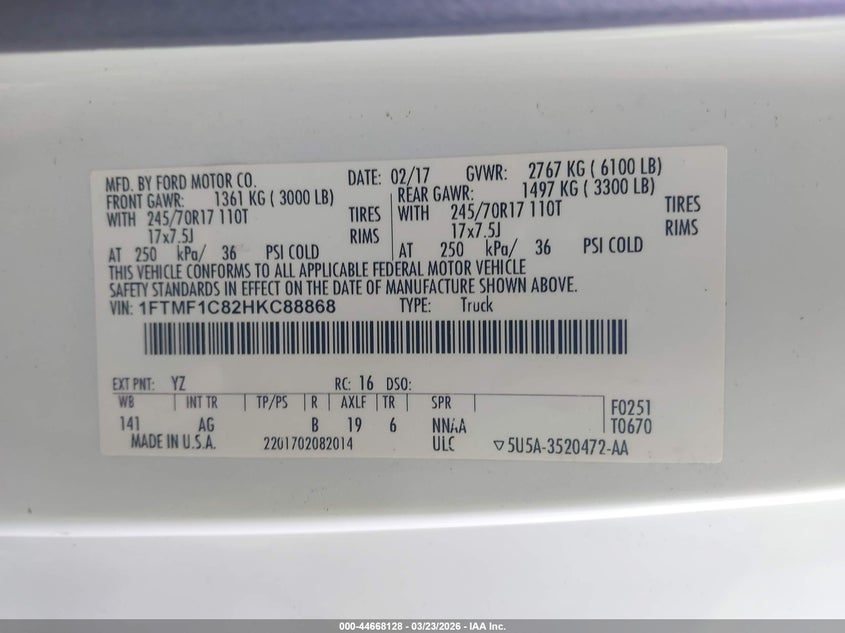 MFD. BY FORD MOTOR CO. DATE: 02/17 GVWR: 2767 KG ( 6100 LB)
FRONT GAWR: 1361 KG ( 3000 LB) REAR GAWR: 1497 KG ( 3300 LB)
WITH 245/70R17 110T TIRES WITH 245/70R17 110T TIRES
17x7.5J RIMS 17x7.5J RIMS
AT 250 kPa/ 36 PSI COLD AT 250 kPa/ 36 PSI COLD
THIS VEHICLE CONFORMS TO ALL APPLICABLE FEDERAL MOTOR VEHICLE
SAFETY STANDARDS IN EFFECT ON THE DATE OF MANUFACTURE SHOWN ABOVE.
VIN: 1FTMF1C82HKC88868 TYPE: Truck
EXT PNT: YZ RC: 16 DSO:
WB INT TR TP/PS R AXLE TR SPR F0251
141 AG B 19 6 NNAA T0670
MADE IN U.S.A. 2201702082014 ULC ▽5U5A-3520472-AA
000-44668128 - 03/23/2026 - IAA Inc.